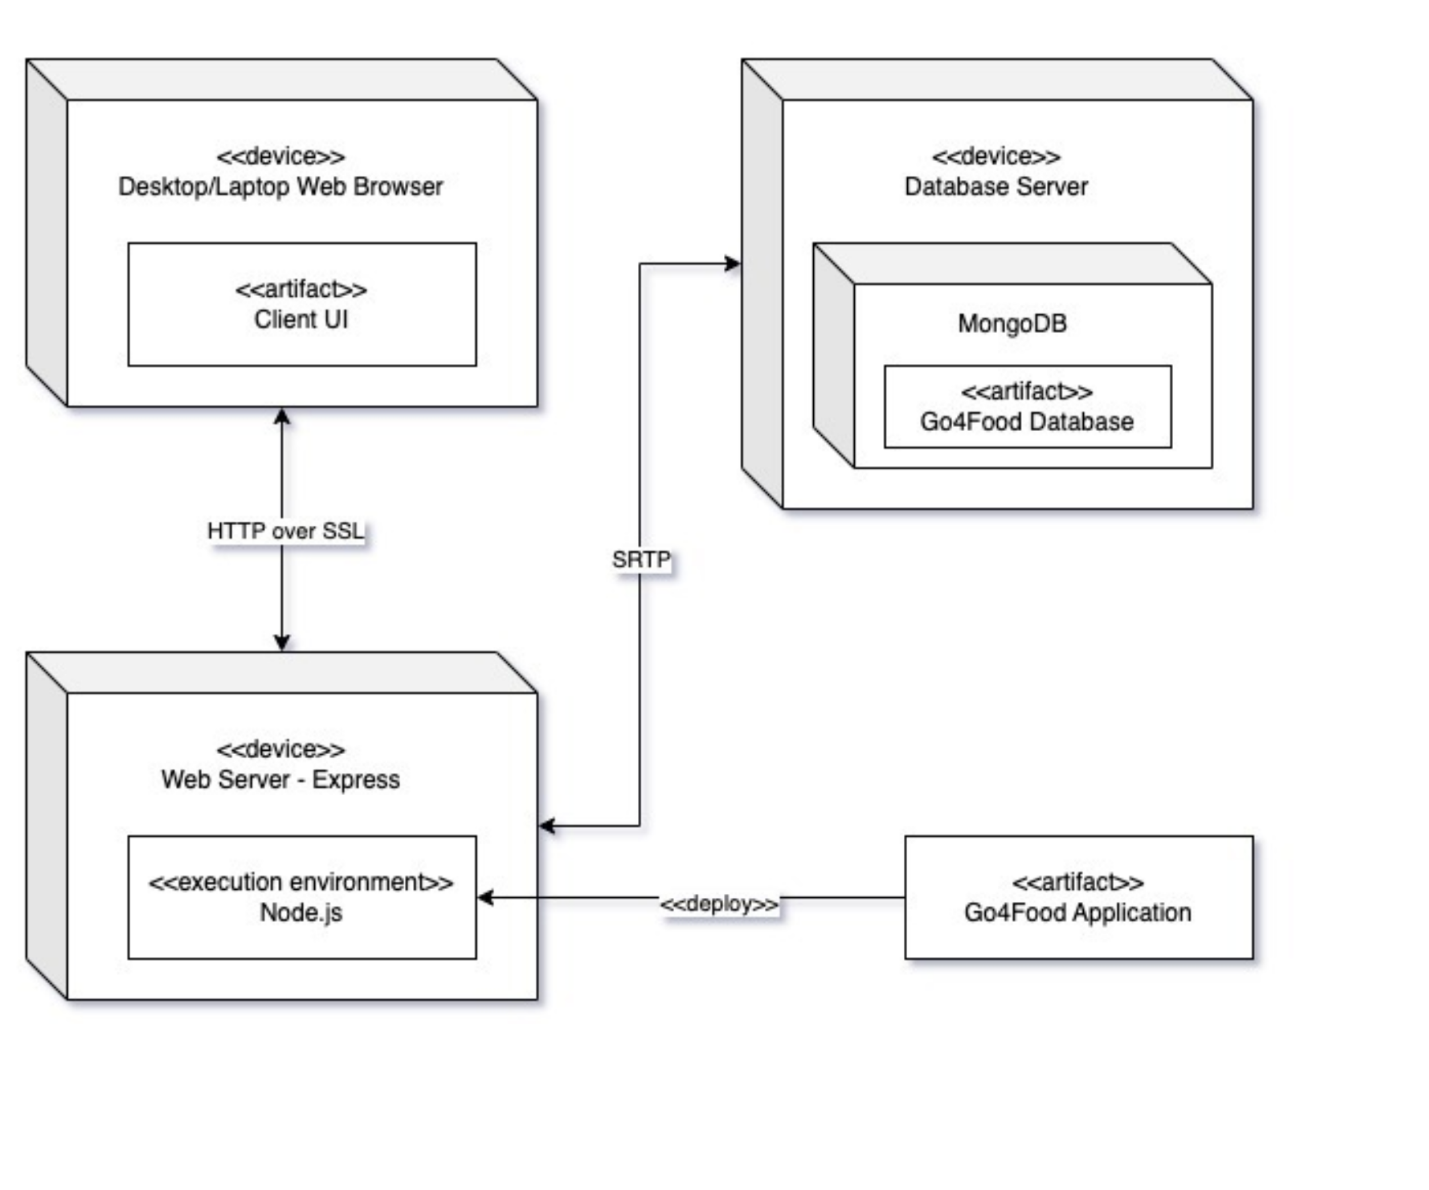 <<device>>
Desktop/Laptop Web Browser
<<artifact>>
Client UI
<<device>>
Database Server
MongoDB
<<artifact>>
Go4Food Database
HTTP over SSL
SRTP
<<device>>
Web Server - Express
<<execution environment>>
Node.js
<<deploy>>
<<artifact>>
Go4Food Application